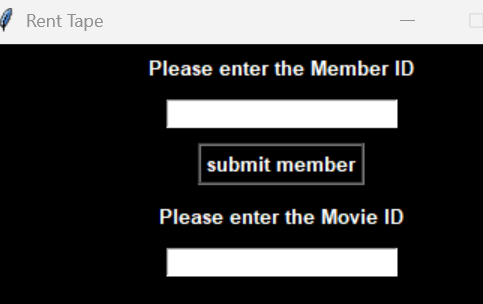 Rent Tape
Please enter the Member ID
submit member
Please enter the Movie ID